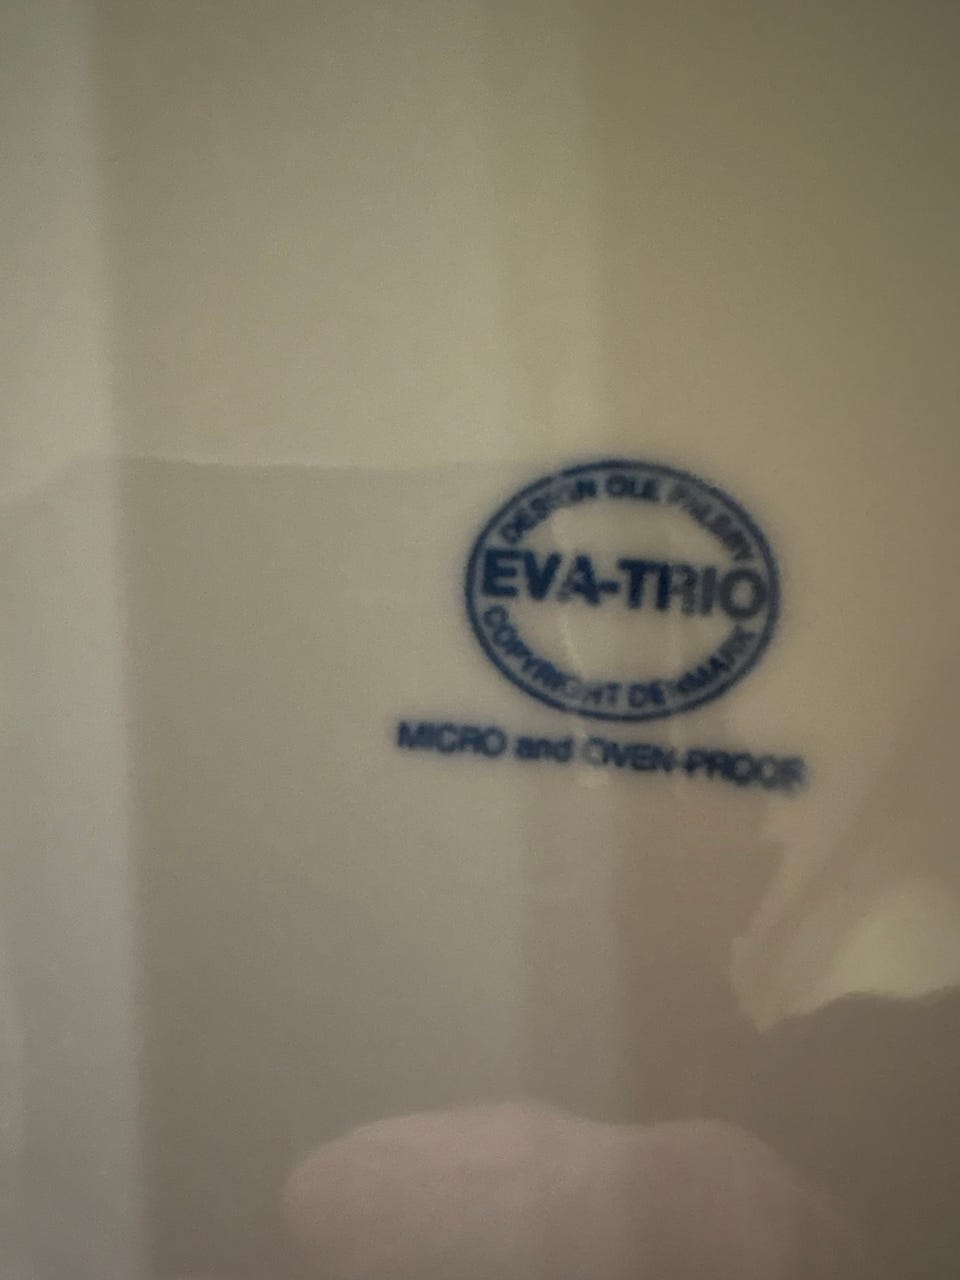 DESIGN OLE PALSBY
EVA-TRIO
COPYRIGHT DENMARK
MICRO and OVEN-PROOF